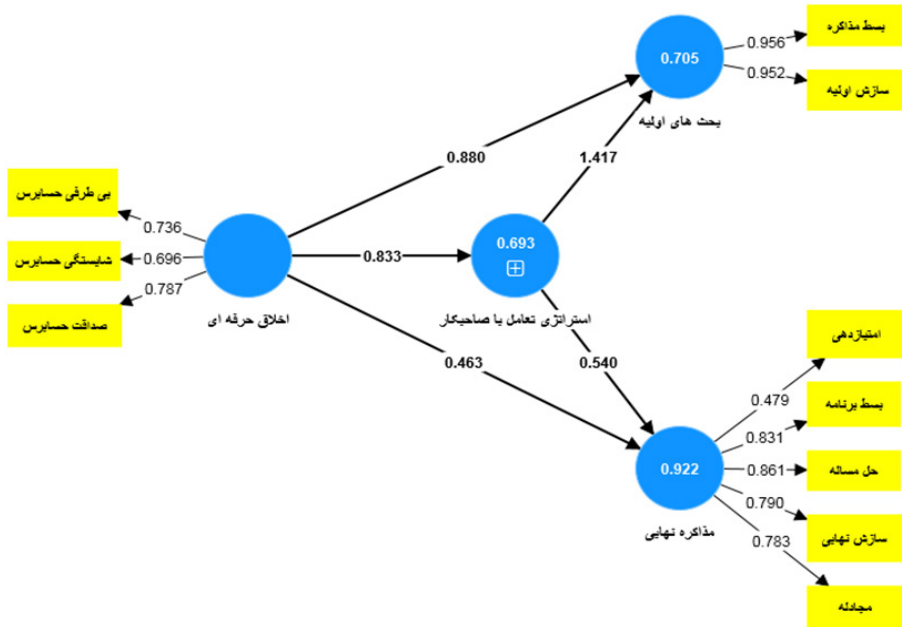 بسط مذاکره
0.956
0.705
0.952
سازش اولیه
بحث های اولیه
0.880
1.417
بی طرفی حسابرس
0.736
شایستگی حسابرس
0.696
0.787
صداقت حسابرس
اخلاق حرفه ای
0.833
0.693
استراتژی تعامل با صاحبکار
0.463
0.540
امتیازدهی
0.479
بسط برنامه
0.831
حل مساله
0.861
0.922
0.790
سازش نهایی
0.783
مذاکره نهایی
مجادله